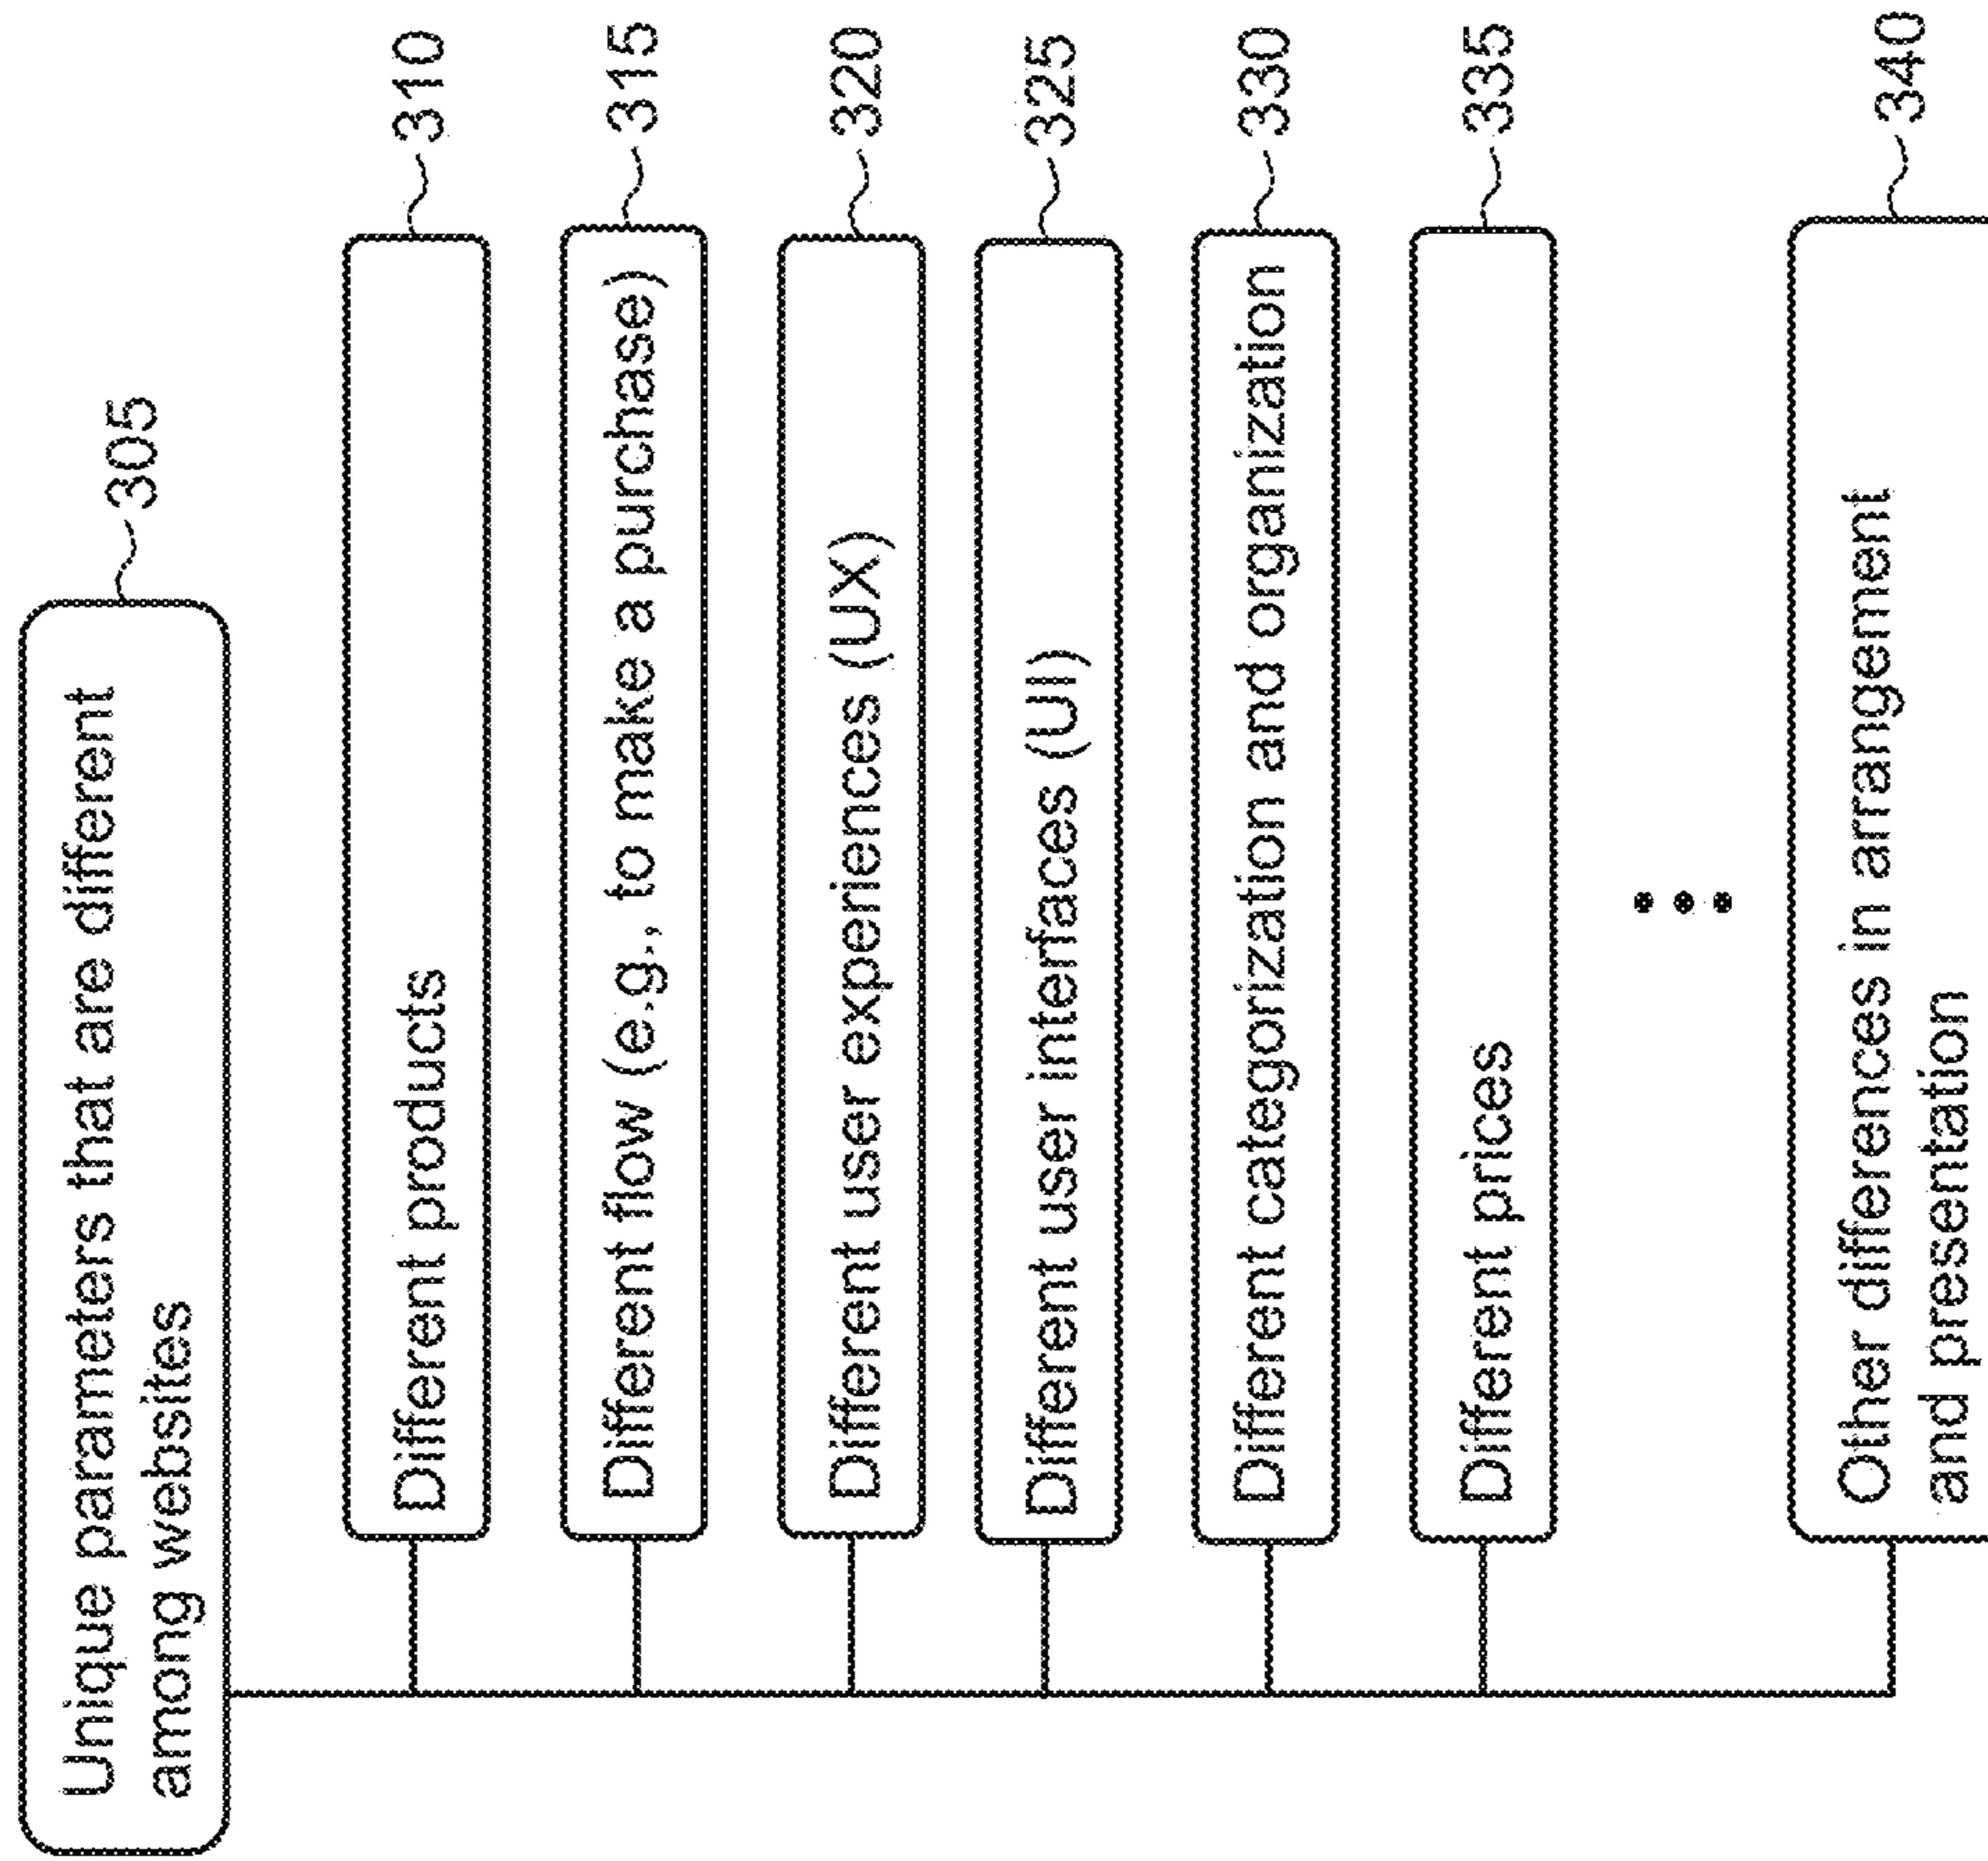 Unique parameters that are different
among websites
305
Different products
310
Different flow (e.g., to make a purchase)
315
Different user experiences (UX)
320
Different user interfaces (UI)
325
Different categorization and organization
330
Different prices
335
Other differences in arrangement
and presentation
340